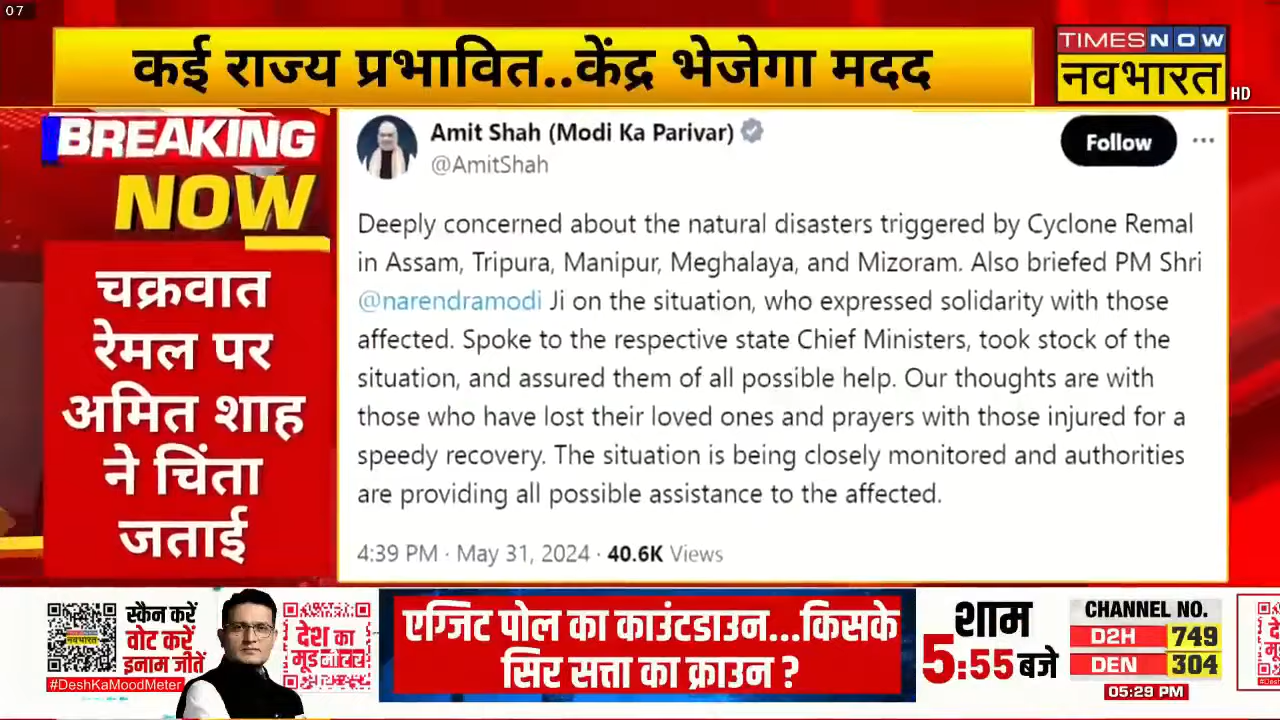 07
कई राज्य प्रभावित..केंद्र भेजेगा मदद
TIMES NOW
नवभारत
HD
BREAKING
NOW
चक्रवात
रेमल पर
अमित शाह
ने चिंता
जताई
Amit Shah (Modi Ka Parivar)
@AmitShah
Follow
Deeply concerned about the natural disasters triggered by Cyclone Remal
in Assam, Tripura, Manipur, Meghalaya, and Mizoram. Also briefed PM Shri
@narendramodi Ji on the situation, who expressed solidarity with those
affected. Spoke to the respective state Chief Ministers, took stock of the
situation, and assured them of all possible help. Our thoughts are with
those who have lost their loved ones and prayers with those injured for a
speedy recovery. The situation is being closely monitored and authorities
are providing all possible assistance to the affected.
4:39 PM · May 31, 2024 · 40.6K Views
स्कैन करें
वोट करें
इनाम जीतें
#DeshKaMoodMeter
देश का
मूड मीटर
एग्जिट पोल का काउंटडाउन...किसके
सिर सत्ता का क्राउन ?
शाम
5:55 बजे
CHANNEL NO.
D2H 749
DEN 304
05:29 PM